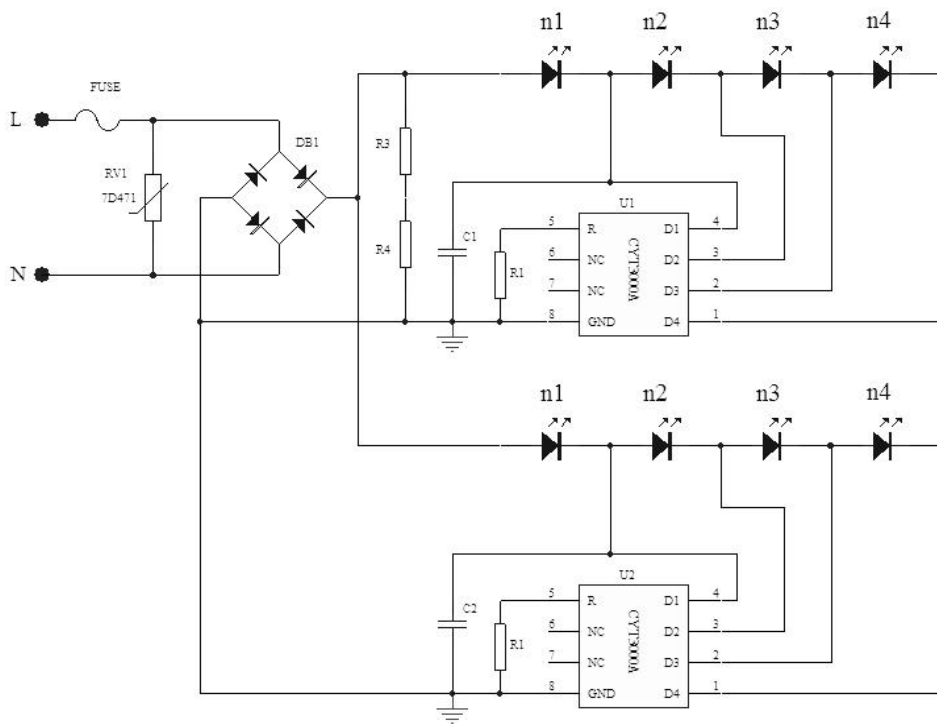 n1 n2 n3 n4
FUSE
L
DB1
R3
RV1
7D471
U1
5 R D1 4
C1
R4
6 NC D2 3
CYT3000A
R1
7 NC D3 2
N
8 GND D4 1
n1 n2 n3 n4
U2
5 R D1 4
C2
6 NC D2 3
CYT3000A
R1
7 NC D3 2
8 GND D4 1